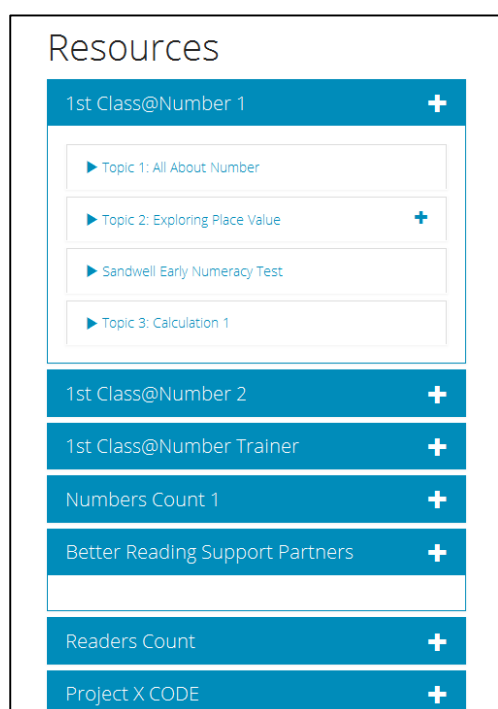 Resources
1st Class@Number 1
Topic 1: All About Number
Topic 2: Exploring Place Value
Sandwell Early Numeracy Test
Topic 3: Calculation 1
1st Class@Number 2
1st Class@Number Trainer
Numbers Count 1
Better Reading Support Partners
Readers Count
Project X CODE